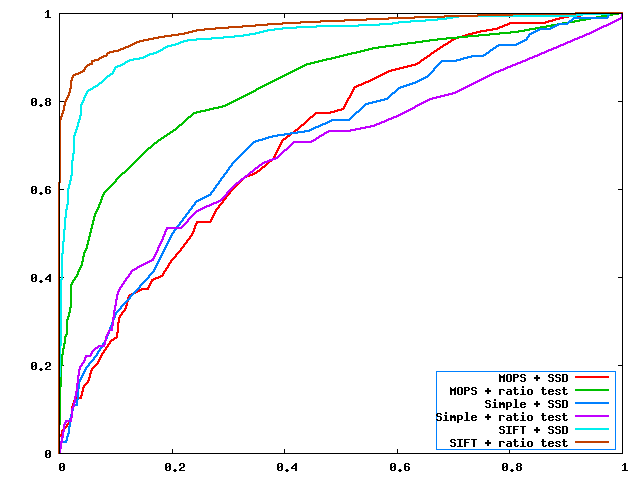 1
0.8
0.6
0.4
0.2
0
0 0.2 0.4 0.6 0.8 1
MOPS + SSD
MOPS + ratio test
Simple + SSD
Simple + ratio test
SIFT + SSD
SIFT + ratio test